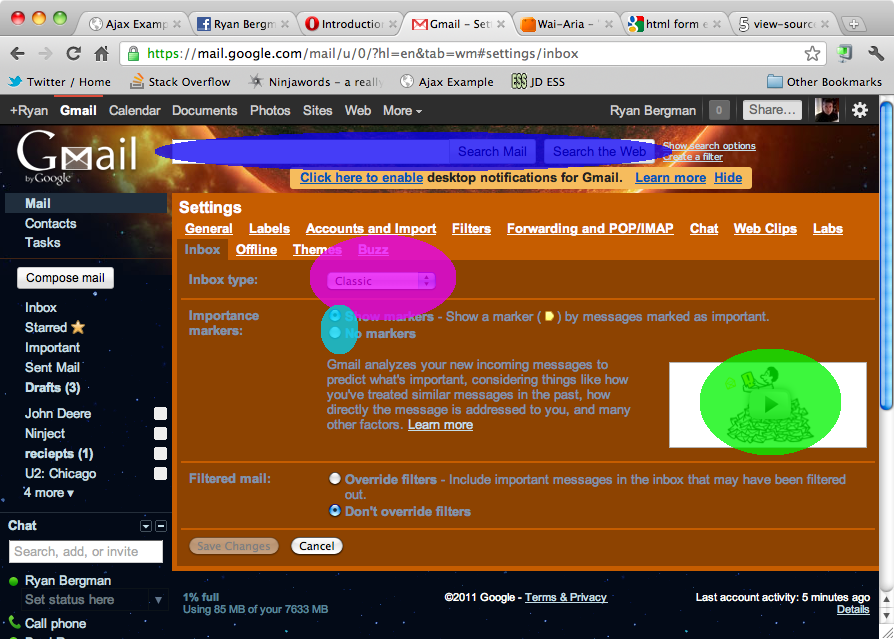 Ajax Examp
Ryan Bergm
Introduction
Gmail - Set
Wai-Aria -
html form e
view-source
https://mail.google.com/mail/u/0/?hl=en&tab=wm#settings/inbox
Twitter / Home
Stack Overflow
Ninjawords - a really
Ajax Example
JD ESS
Other Bookmarks
+Ryan Gmail Calendar Documents Photos Sites Web More
Ryan Bergman 0 Share...
Gmail
by Google
Search Mail Search the Web
Show search options
Create a filter
Click here to enable desktop notifications for Gmail. Learn more Hide
Mail
Contacts
Tasks
Compose mail
Inbox
Starred
Important
Sent Mail
Drafts (3)
John Deere
Ninject
reciepts (1)
U2: Chicago
4 more ▾
Chat
Search, add, or invite
Ryan Bergman
Set status here
Call phone
Settings
General Labels Accounts and Import Filters Forwarding and POP/IMAP Chat Web Clips Labs
Inbox Offline Themes Buzz
Inbox type:
Classic
Importance
markers:
Show markers - Show a marker ( ) by messages marked as important.
No markers
Gmail analyzes your new incoming messages to
predict what's important, considering things like how
you've treated similar messages in the past, how
directly the message is addressed to you, and many
other factors. Learn more
Filtered mail:
Override filters - Include important messages in the inbox that may have been filtered
out.
Don't override filters
Save Changes Cancel
1% full
Using 85 MB of your 7633 MB
©2011 Google - Terms & Privacy
Last account activity: 5 minutes ago
Details